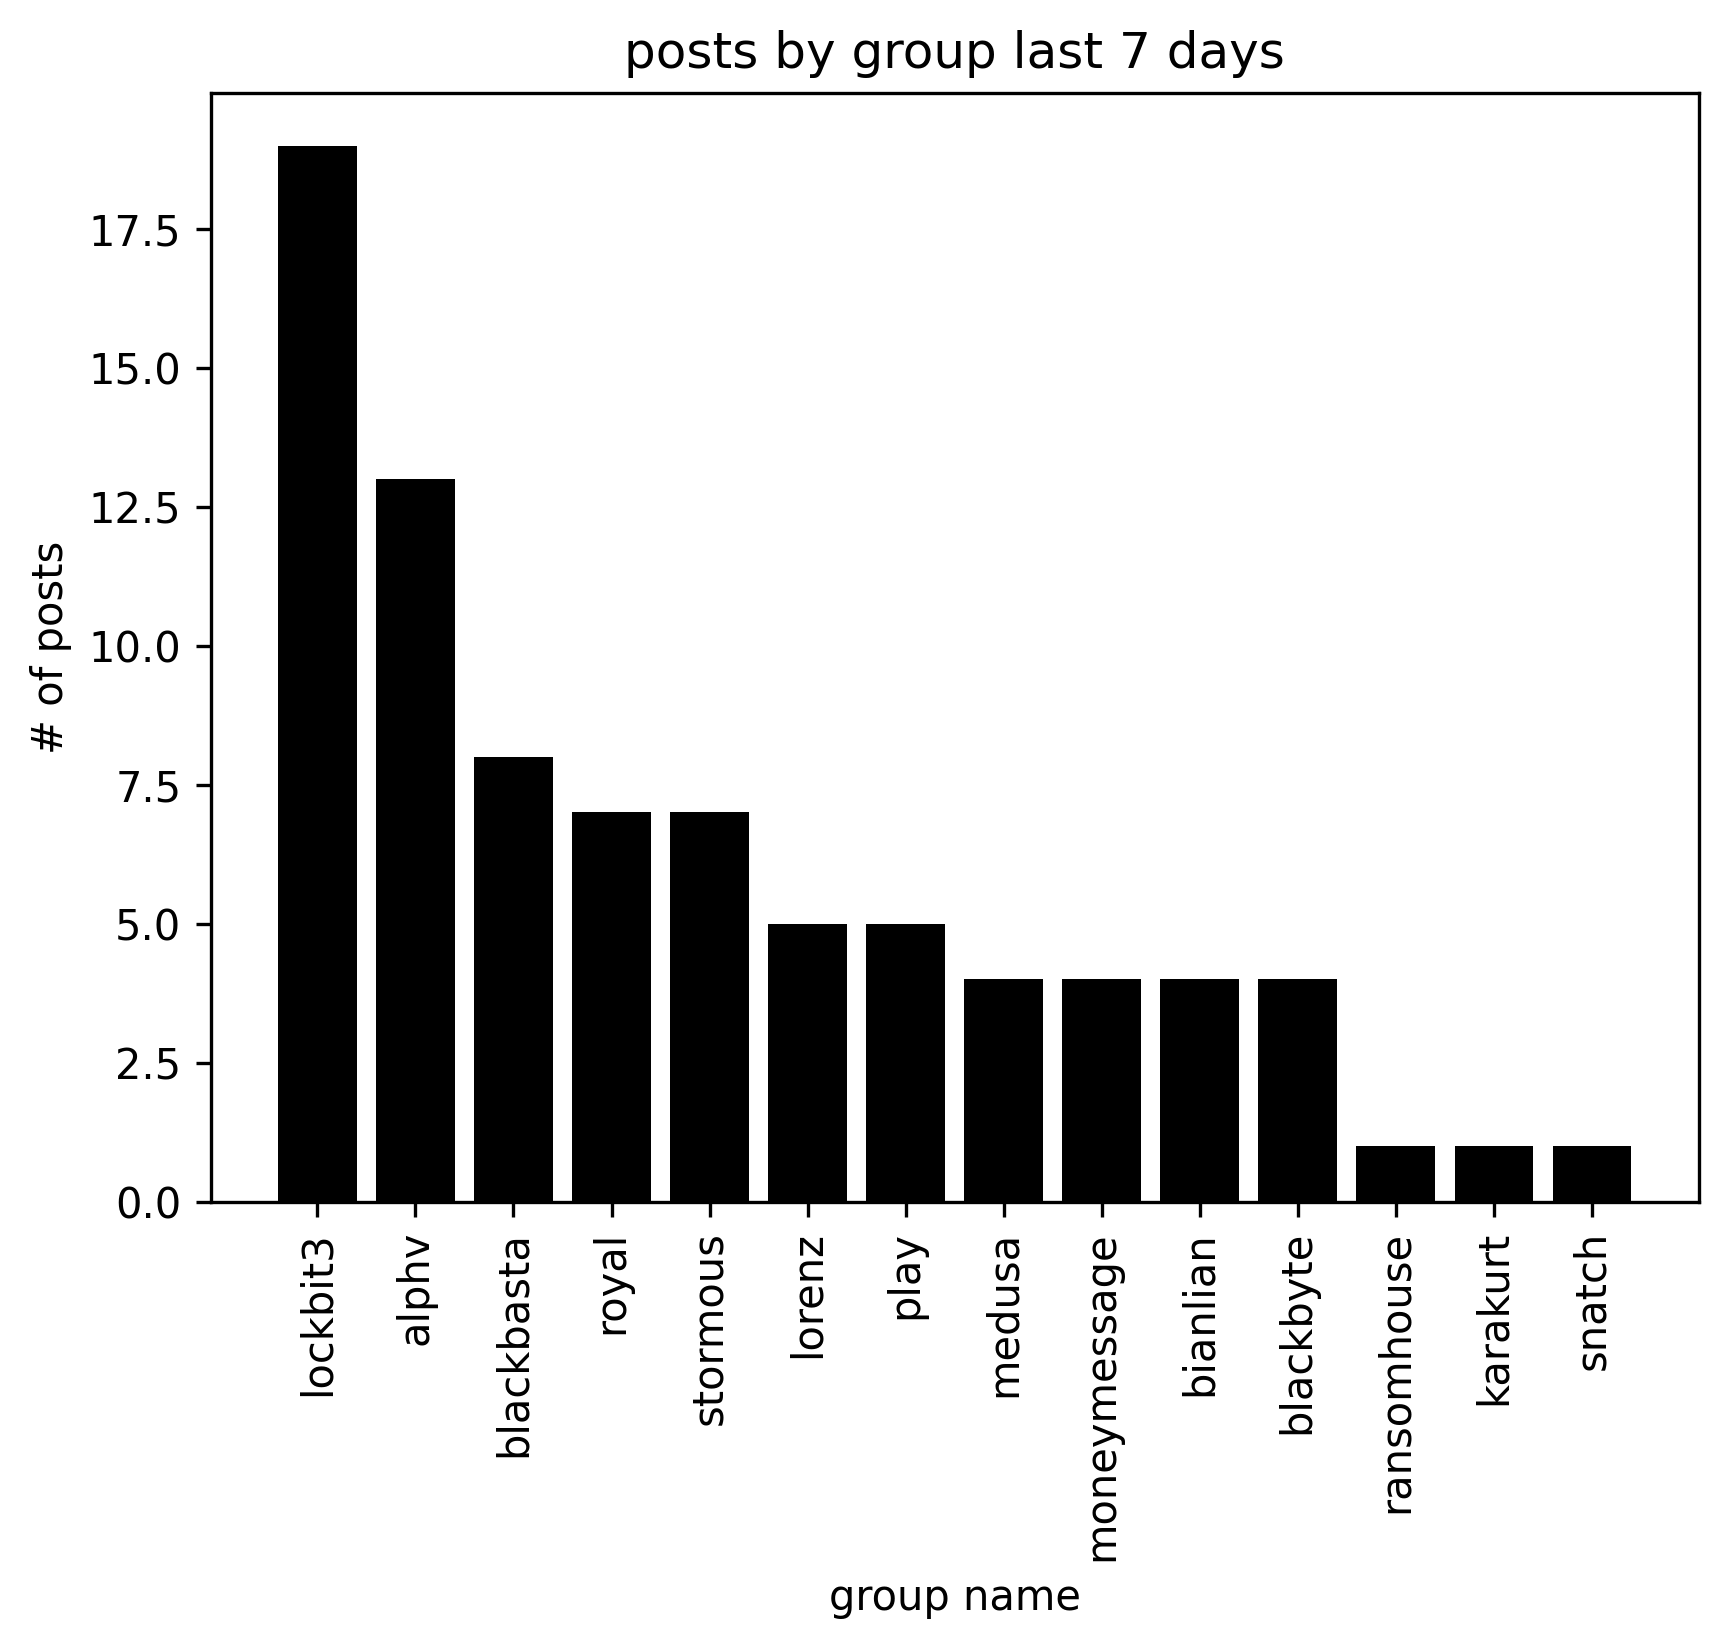 posts by group last 7 days
# of posts
17.5
15.0
12.5
10.0
7.5
5.0
2.5
0.0
lockbit3
alphv
blackbasta
royal
stormous
lorenz
play
medusa
moneymessage
bianlian
blackbyte
ransomhouse
karakurt
snatch
group name